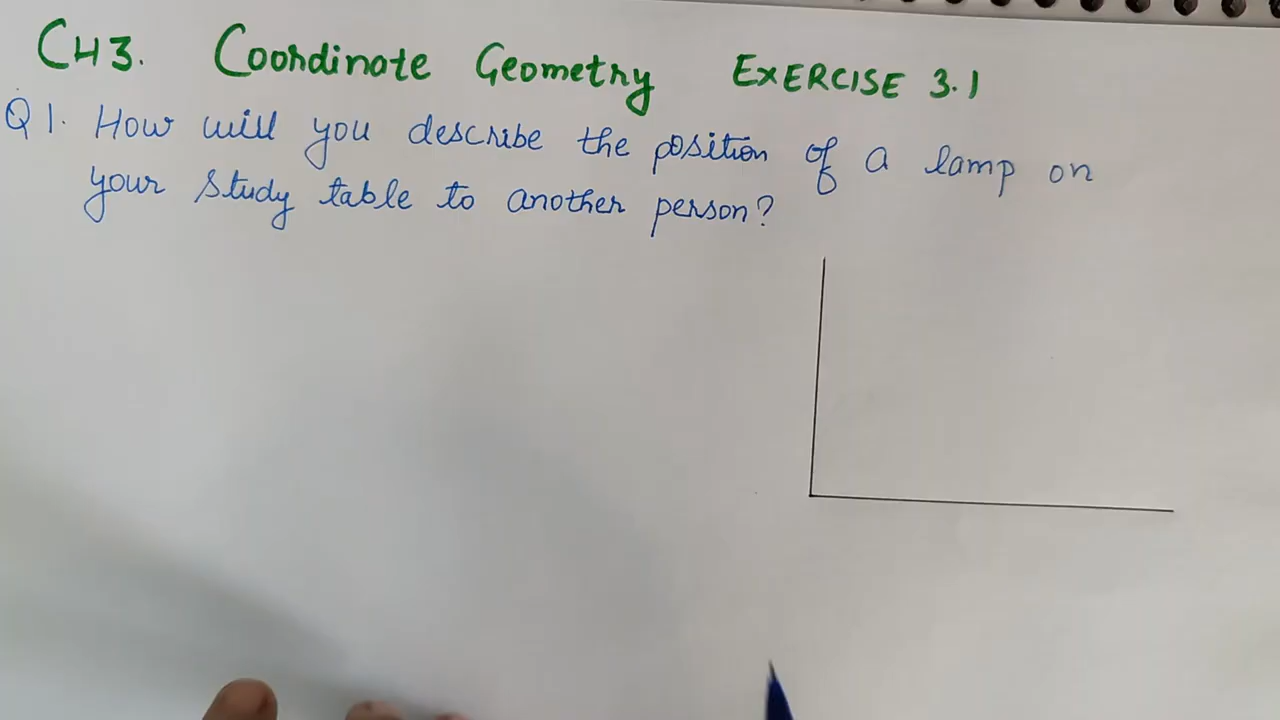 CH3. Coordinate Geometry EXERCISE 3.1
Q1. How will you describe the position of a lamp on
your study table to another person?